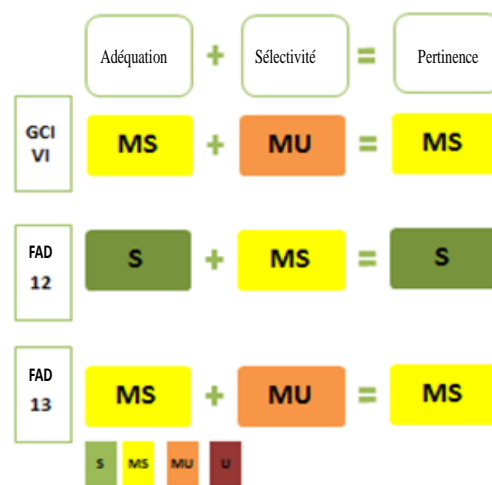 Adéquation + Sélectivité = Pertinence
GCI
VI
MS + MU = MS
FAD
12
S + MS = S
FAD
13
MS + MU = MS
S MS MU U